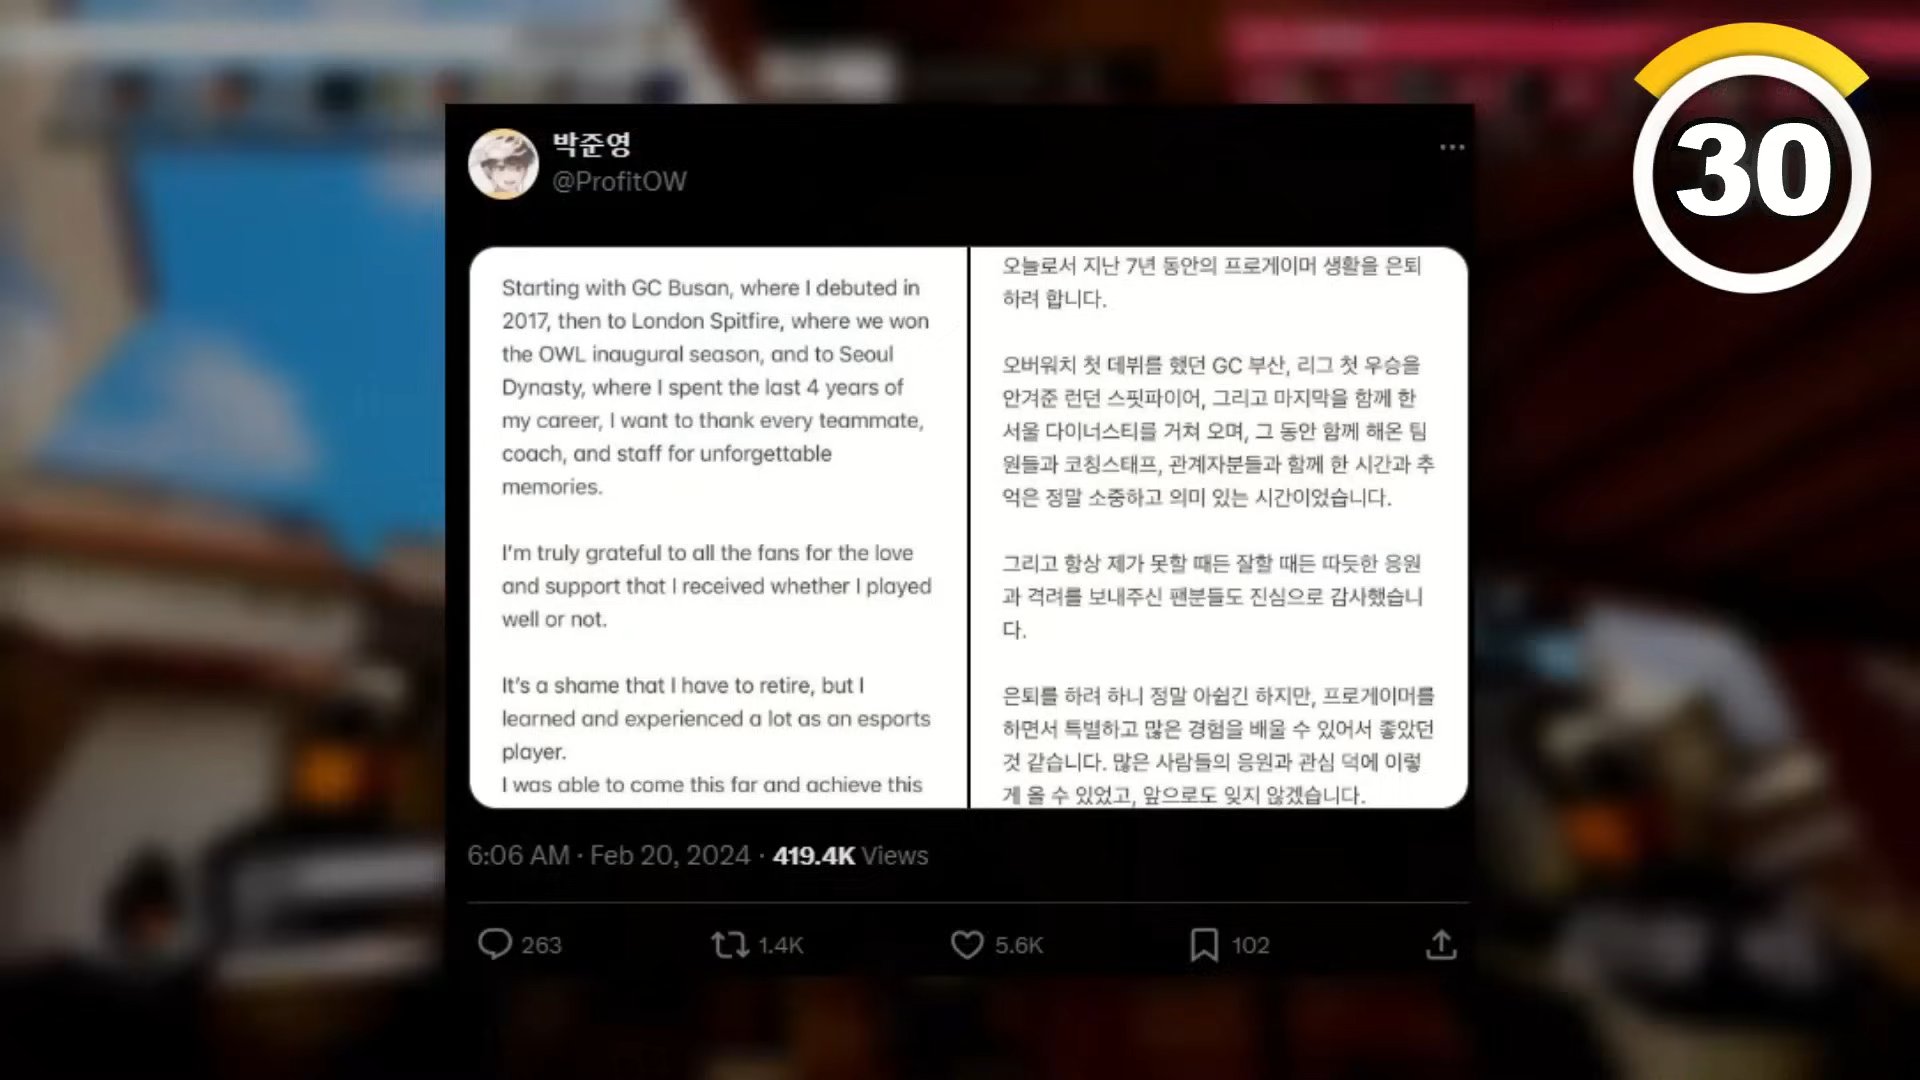 박준영
@ProfitOW
30
Starting with GC Busan, where I debuted in
2017, then to London Spitfire, where we won
the OWL inaugural season, and to Seoul
Dynasty, where I spent the last 4 years of
my career, I want to thank every teammate,
coach, and staff for unforgettable
memories.
I'm truly grateful to all the fans for the love
and support that I received whether I played
well or not.
It's a shame that I have to retire, but I
learned and experienced a lot as an esports
player.
I was able to come this far and achieve this
오늘로서 지난 7년 동안의 프로게이머 생활을 은퇴
하려 합니다.
오버워치 첫 데뷔를 했던 GC 부산, 리그 첫 우승을
안겨준 런던 스핏파이어, 그리고 마지막을 함께 한
서울 다이너스티를 거쳐 오며, 그 동안 함께 해온 팀
원들과 코칭스태프, 관계자분들과 함께 한 시간과 추
억은 정말 소중하고 의미 있는 시간이었습니다.
그리고 항상 제가 못할 때든 잘할 때든 따듯한 응원
과 격려를 보내주신 팬분들도 진심으로 감사했습니
다.
은퇴를 하려 하니 정말 아쉽긴 하지만, 프로게이머를
하면서 특별하고 많은 경험을 배울 수 있어서 좋았던
것 같습니다. 많은 사람들의 응원과 관심 덕에 이렇
게 올 수 있었고, 앞으로도 잊지 않겠습니다.
6:06 AM · Feb 20, 2024 · 419.4K Views
263 1.4K 5.6K 102